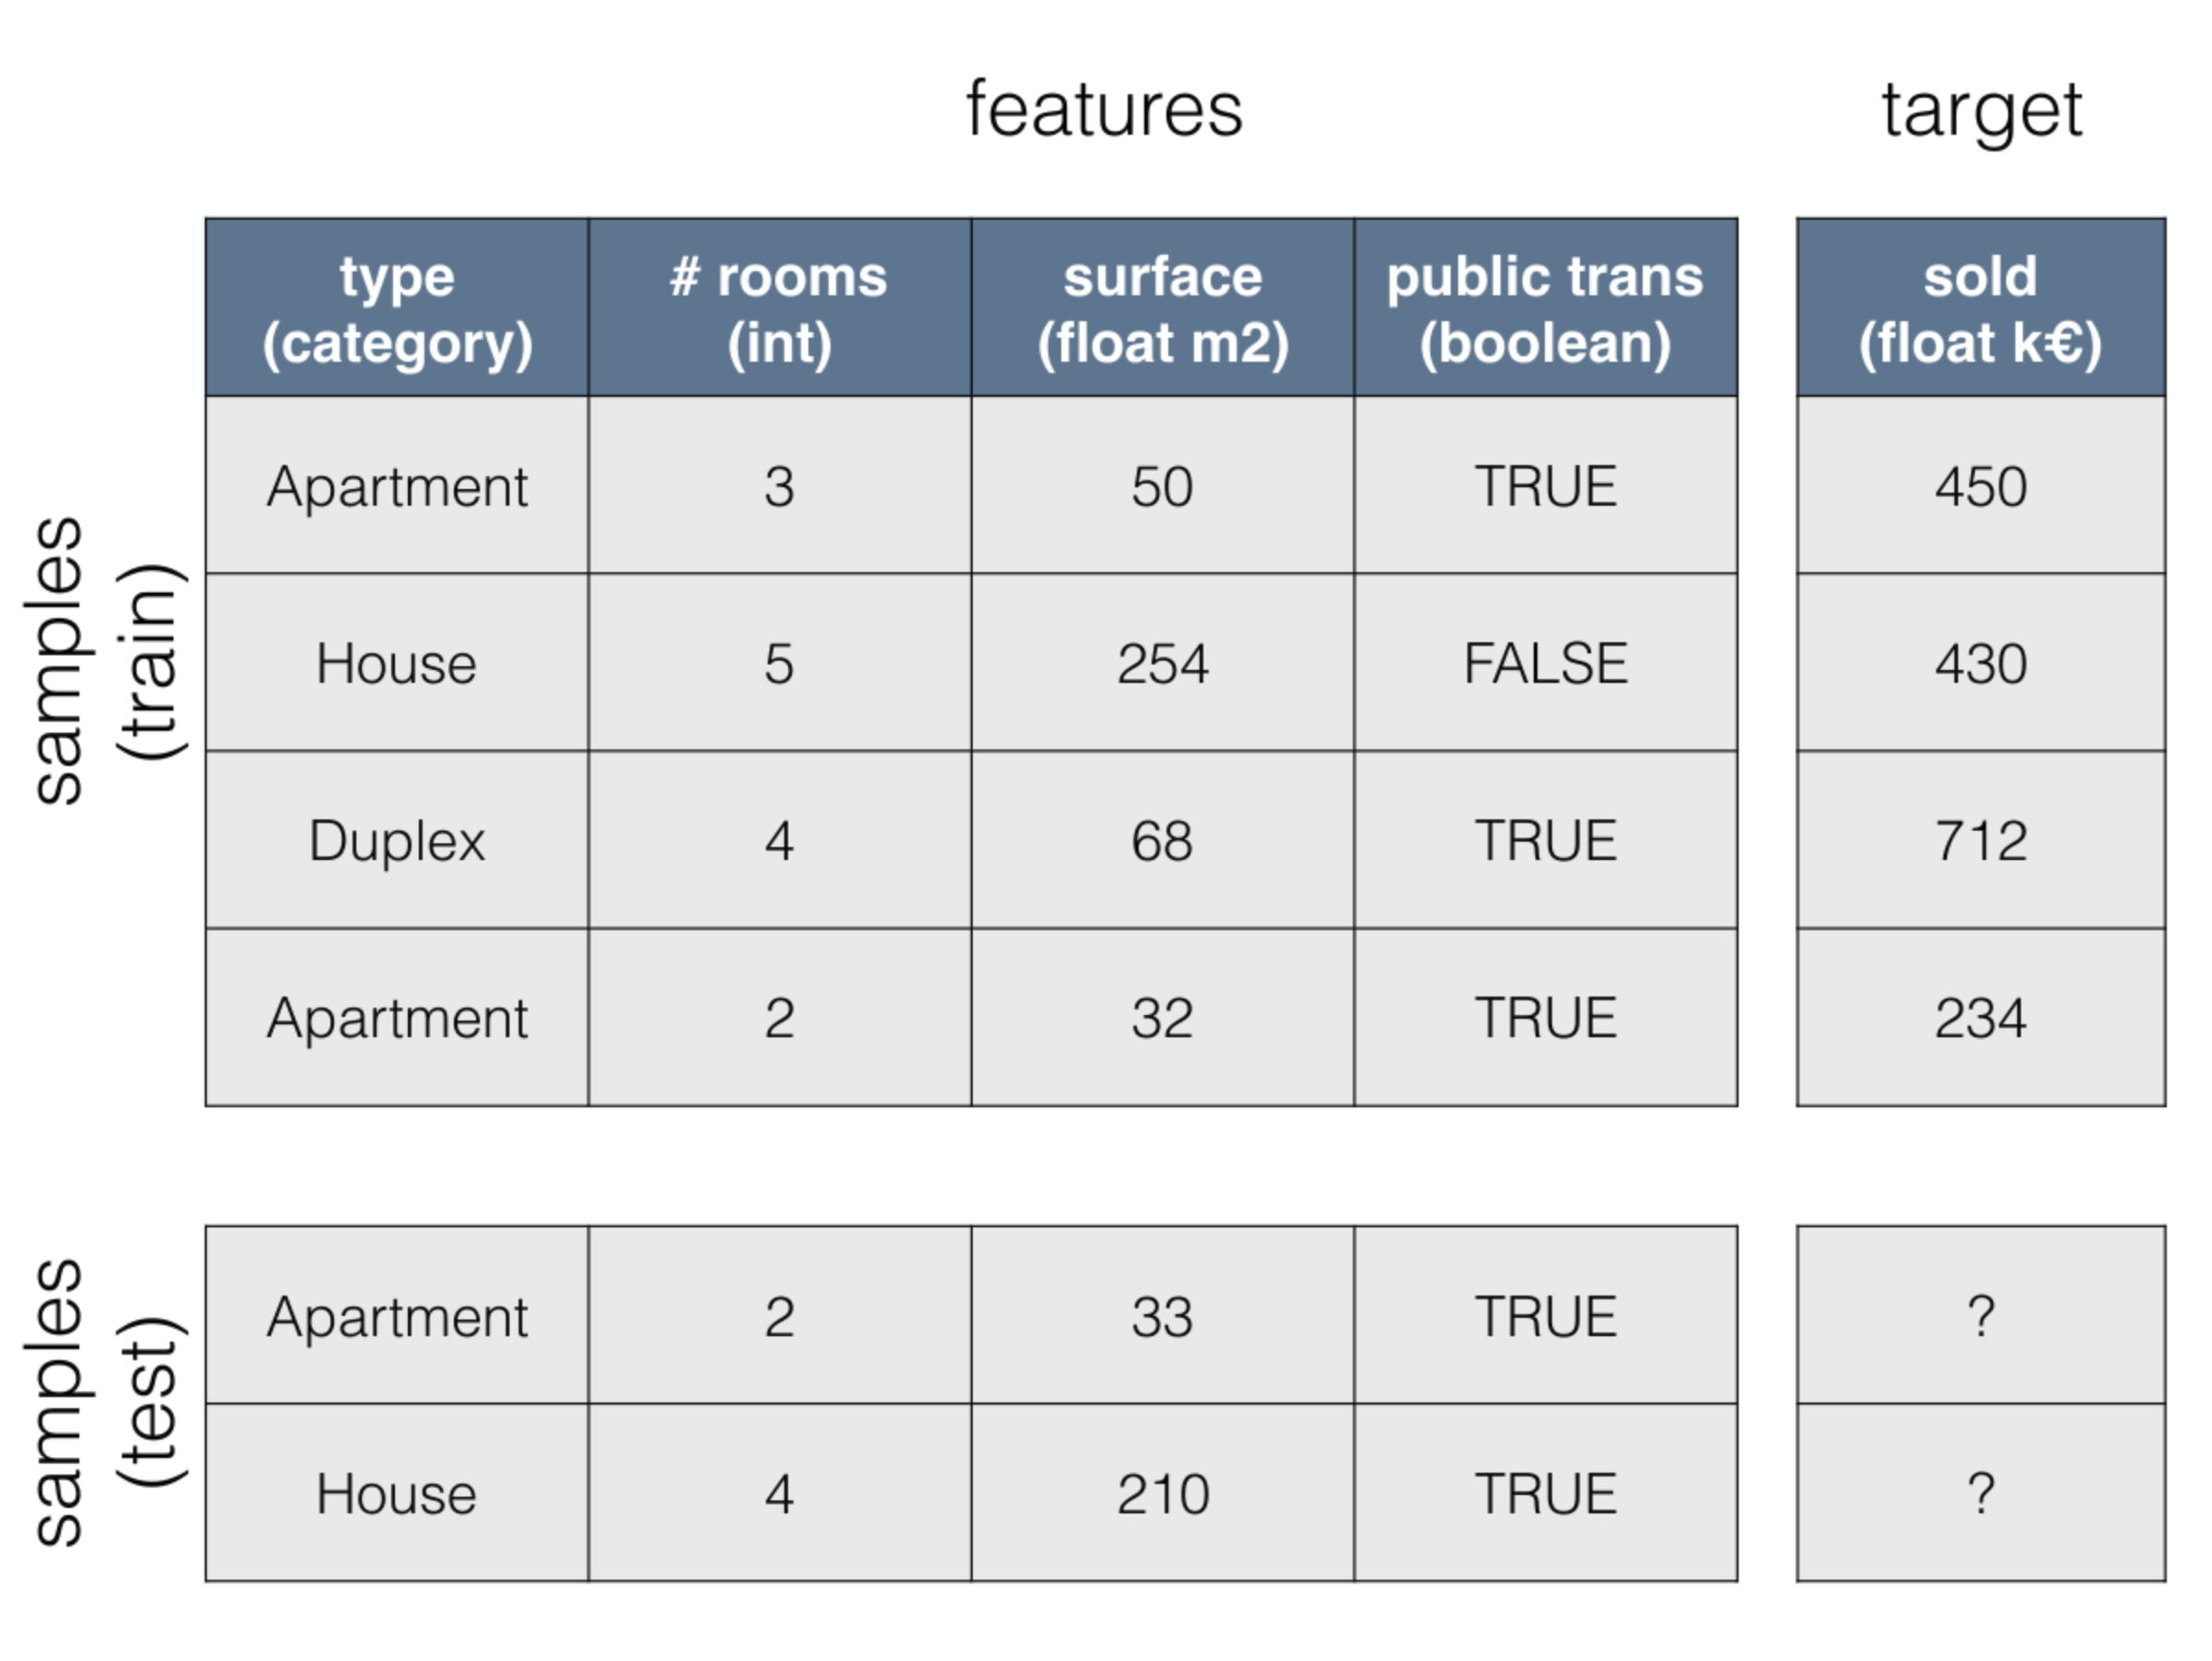 features target
type # rooms surface public trans sold
(category) (int) (float m2) (boolean) (float k€)
samples
(train)
Apartment 3 50 TRUE 450
House 5 254 FALSE 430
Duplex 4 68 TRUE 712
Apartment 2 32 TRUE 234
samples
(test)
Apartment 2 33 TRUE ?
House 4 210 TRUE ?